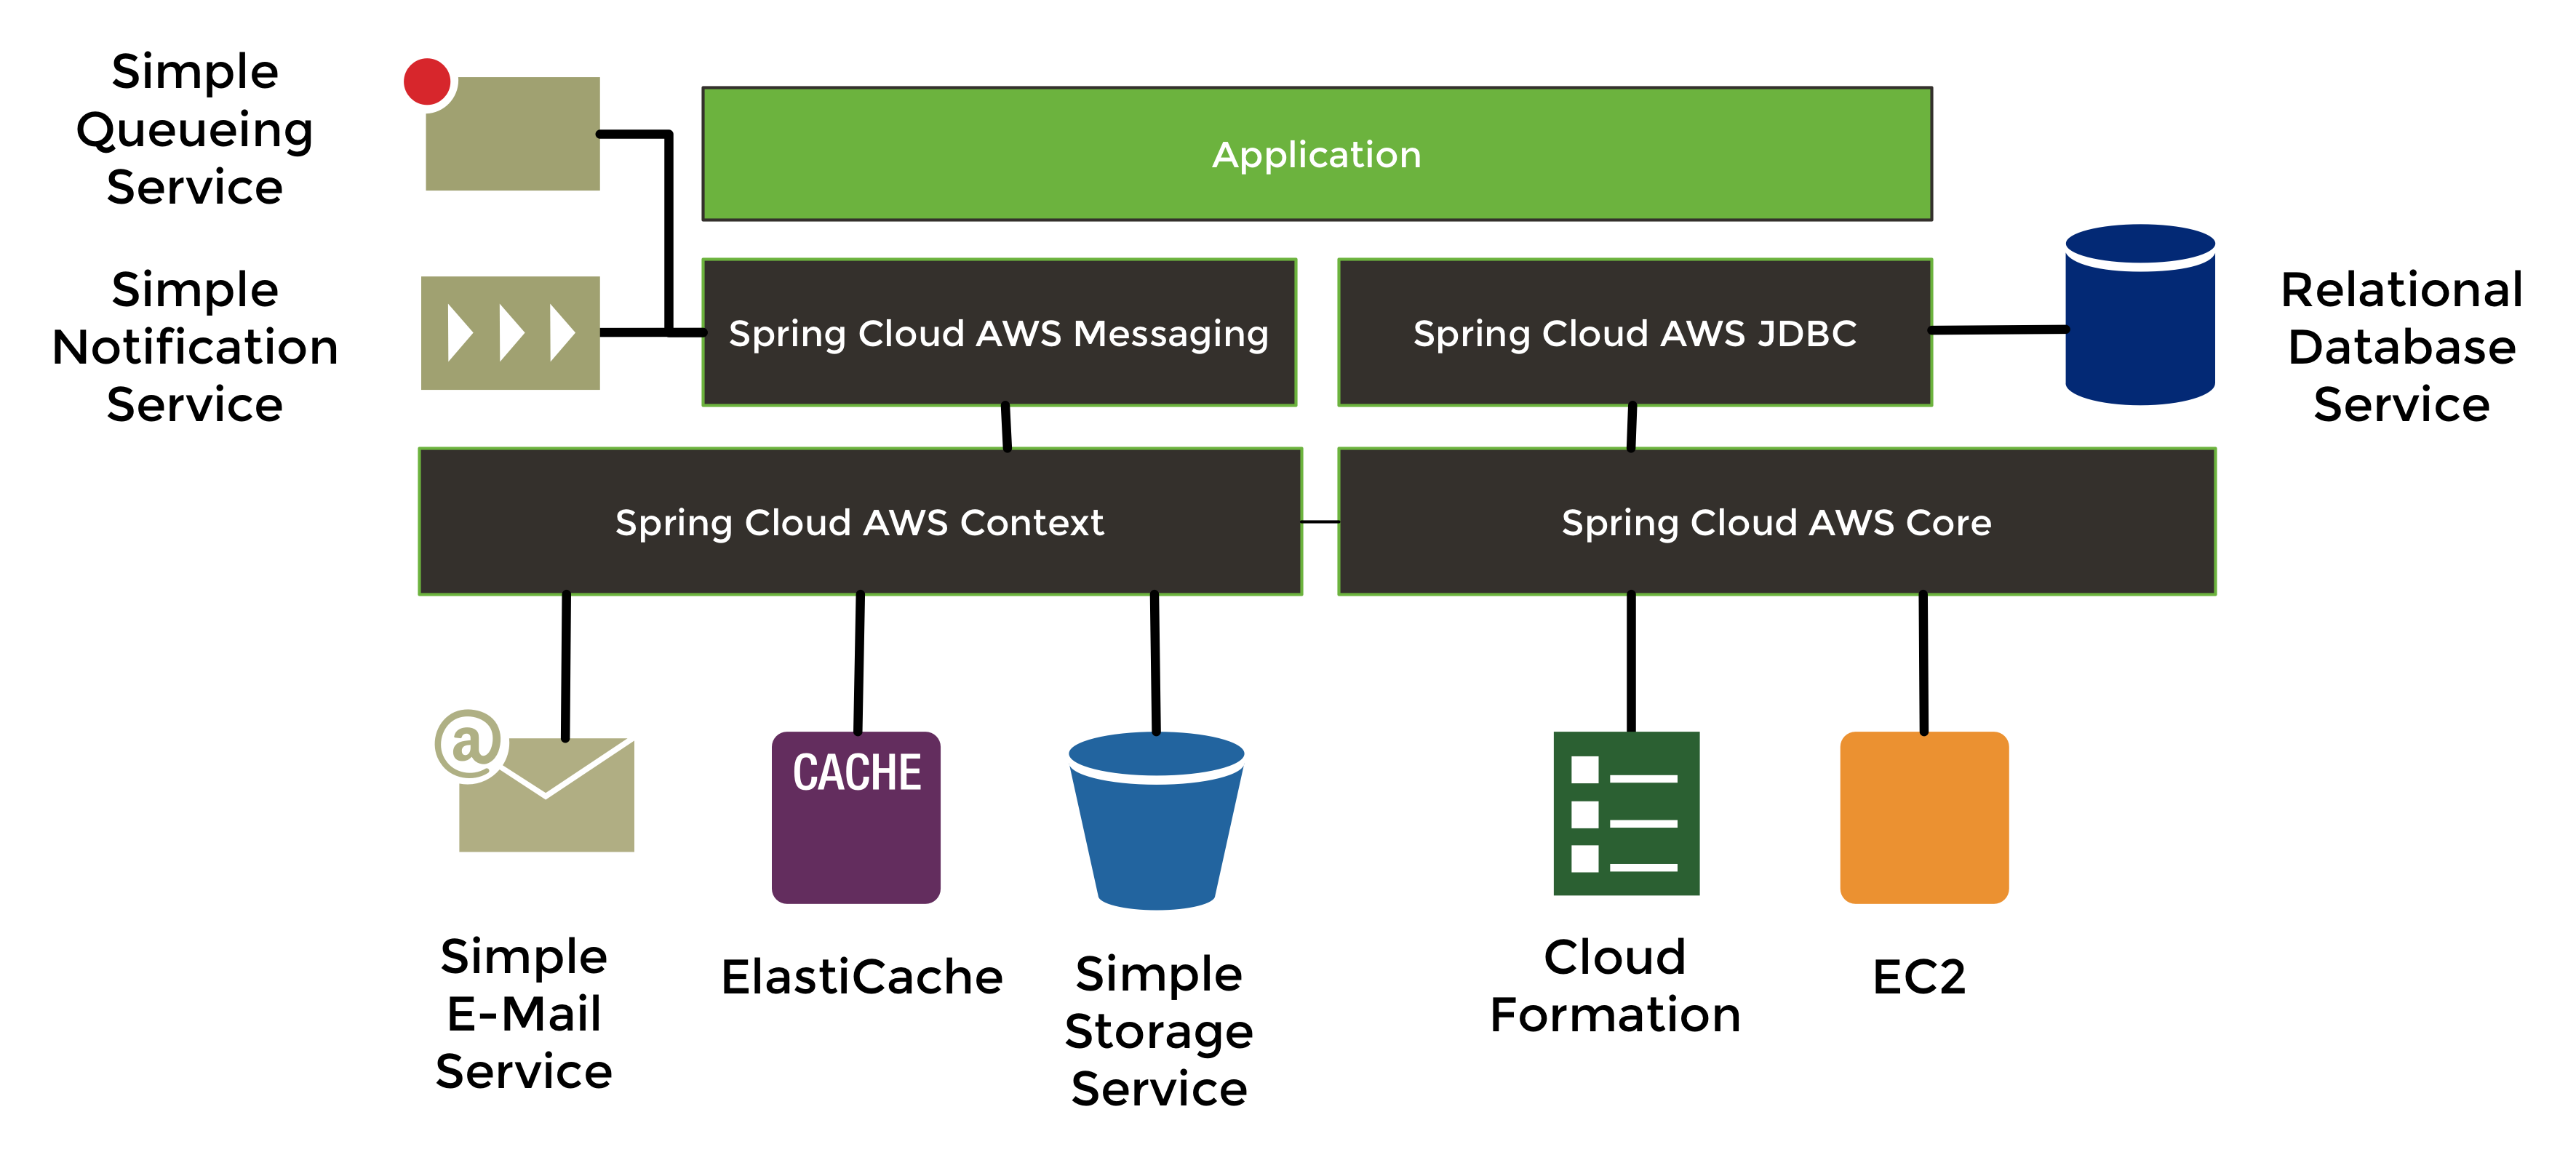 Simple
Queueing
Service
Application
Simple
Notification
Service
Spring Cloud AWS Messaging
Spring Cloud AWS JDBC
Relational
Database
Service
Spring Cloud AWS Context
Spring Cloud AWS Core
@
CACHE
Simple
E-Mail
Service
ElastiCache
Simple
Storage
Service
Cloud
Formation
EC2